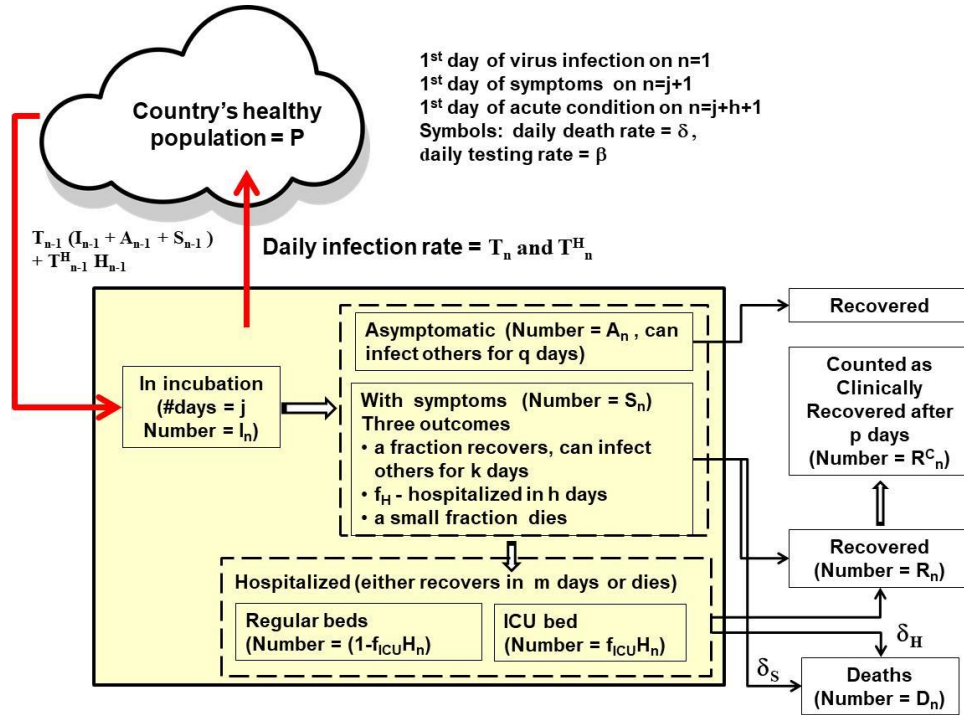 Country's healthy
population = P
1st day of virus infection on n=1
1st day of symptoms on n=j+1
1st day of acute condition on n=j+h+1
Symbols: daily death rate = δ ,
daily testing rate = β
Tn-1 (In-1 + An-1 + Sn-1 )
+ THn-1 Hn-1
Daily infection rate = Tn and THn
In incubation
(#days = j
Number = In)
Asymptomatic (Number = An , can
infect others for q days)
With symptoms (Number = Sn)
Three outcomes
• a fraction recovers, can infect
others for k days
• fH - hospitalized in h days
• a small fraction dies
Hospitalized (either recovers in m days or dies)
Regular beds
(Number = (1-fICUHn)
ICU bed
(Number = fICUHn)
Recovered
Counted as
Clinically
Recovered after
p days
(Number = RCn)
Recovered
(Number = Rn)
δH
δS
Deaths
(Number = Dn)